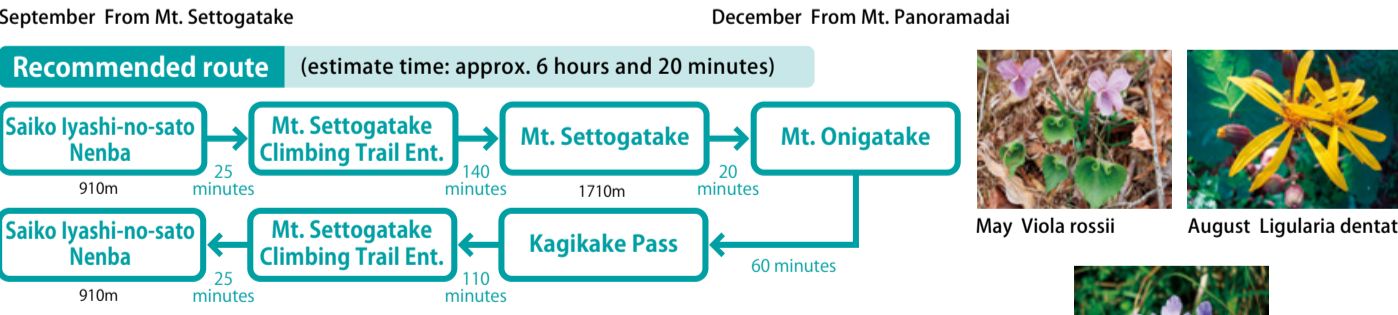 September From Mt. Settogatake
December From Mt. Panoramadai
Recommended route (estimate time: approx. 6 hours and 20 minutes)
Saiko Iyashi-no-sato
Nenba
910m
25
minutes
Mt. Settogatake
Climbing Trail Ent.
140
minutes
Mt. Settogatake
1710m
20
minutes
Mt. Onigatake
60 minutes
Kagikake Pass
110
minutes
Mt. Settogatake
Climbing Trail Ent.
25
minutes
Saiko Iyashi-no-sato
Nenba
910m
May Viola rossii
August Ligularia dentat